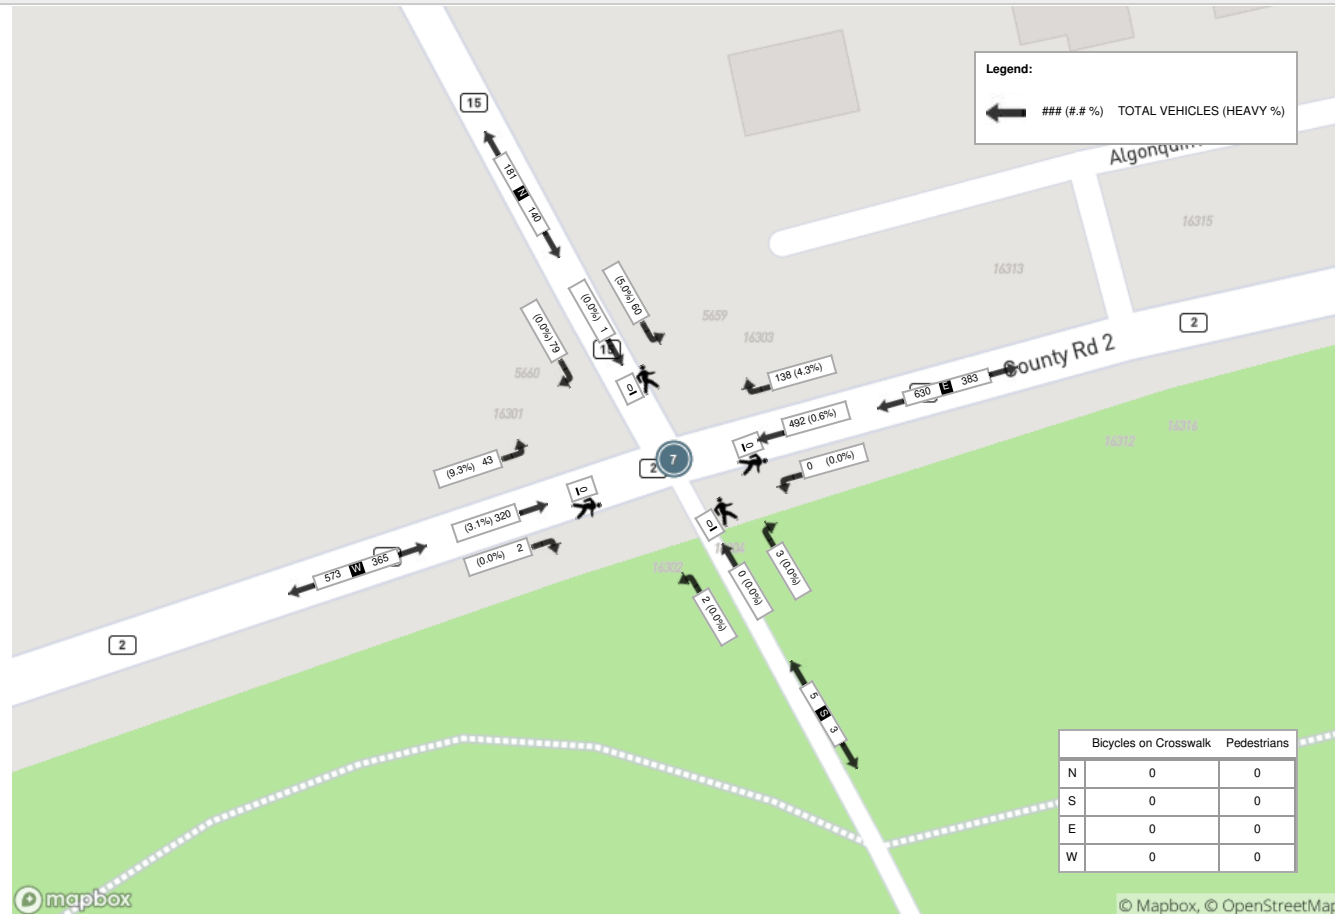 Legend:
### (#.# %) TOTAL VEHICLES (HEAVY %)
15
181 N 140
(5.0%) 60
(0.0%) 1
(0.0%) 79
15
0
5659
16303
5660
16301
16313
16315
2
County Rd 2
138 (4.3%)
630 E 383
492 (0.6%)
0
0 (0.0%)
16312
16316
(9.3%) 43
2
7
0
(3.1%) 320
(0.0%) 2
573 W 365
0
16302
3 (0.0%)
0 (0.0%)
2 (0.0%)
5 S 3
2
Bicycles on Crosswalk Pedestrians
N 0 0
S 0 0
E 0 0
W 0 0
mapbox
© Mapbox, © OpenStreetMap